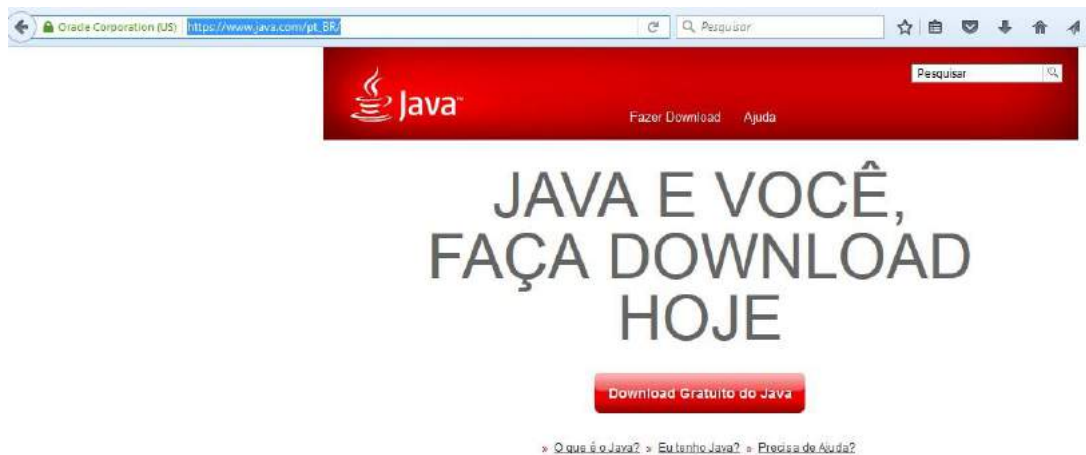 Oracle Corporation (US) https://www.java.com/pt_BR/ Pesquisar
Pesquisar
Java™
Fazer Download Ajuda
JAVA E VOCÊ,
FAÇA DOWNLOAD
HOJE
Download Gratuito do Java
» O que é o Java? » Eu tenho Java? » Precisa de Ajuda?